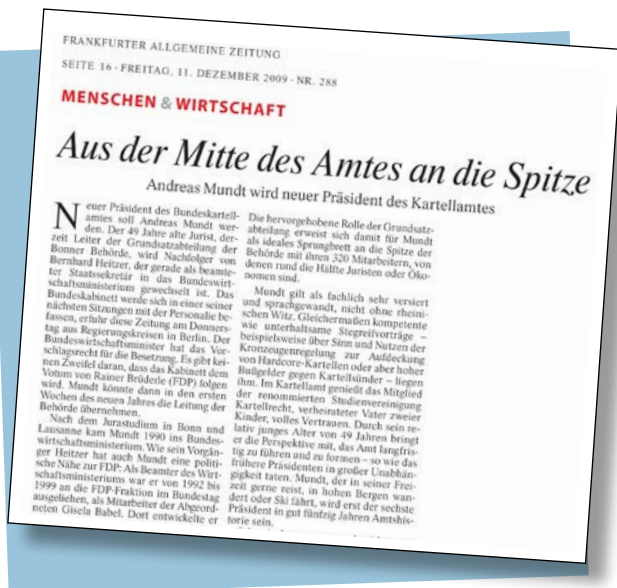 FRANKFURTER ALLGEMEINE ZEITUNG
SEITE 16 · FREITAG, 11. DEZEMBER 2009 · NR. 288
MENSCHEN & WIRTSCHAFT
Aus der Mitte des Amtes an die Spitze
Andreas Mundt wird neuer Präsident des Kartellamtes
Neuer Präsident des Bundeskartell-
amtes soll Andreas Mundt wer-
den. Der 49 Jahre alte Jurist, der-
zeit Leiter der Grundsatzabteilung der
Bonner Behörde, wird Nachfolger von
Bernhard Heitzer, der gerade als beamte-
ter Staatssekretär in das Bundeswirt-
schaftsministerium gewechselt ist. Das
Bundeskabinett werde sich in einer seiner
nächsten Sitzungen mit der Personalie be-
fassen, erfuhr diese Zeitung am Donners-
tag aus Regierungskreisen in Berlin. Der
Bundeswirtschaftsminister hat das Vor-
schlagsrecht für die Besetzung. Es gibt kei-
nen Zweifel daran, dass das Kabinett dem
Votum von Rainer Brüderle (FDP) folgen
wird. Mundt könnte dann in den ersten
Wochen des neuen Jahres die Leitung der
Behörde übernehmen.
Nach dem Jurastudium in Bonn und
Lausanne kam Mundt 1990 ins Bundes-
wirtschaftsministerium. Wie sein Vorgän-
ger Heitzer hat auch Mundt eine politi-
sche Nähe zur FDP: Als Beamter des Wirt-
schaftsministeriums war er von 1992 bis
1999 an die FDP-Fraktion im Bundestag
ausgeliehen, als Mitarbeiter der Abgeord-
neten Gisela Babel. Dort entwickelte er
Die hervorgehobene Rolle der Grundsatz-
abteilung erweist sich damit für Mundt
als ideales Sprungbrett an die Spitze der
Behörde mit ihren 320 Mitarbeitern, von
denen rund die Hälfte Juristen oder Öko-
nomen sind.
Mundt gilt als fachlich sehr versiert
und sprachgewandt, nicht ohne rheini-
schen Witz. Gleichermaßen kompetente
wie unterhaltsame Stegreifvorträge –
beispielsweise über Sinn und Nutzen der
Kronzeugenregelung zur Aufdeckung
von Hardcore-Kartellen oder aber hoher
Bußgelder gegen Kartellsünder – liegen
ihm. Im Kartellamt genießt das Mitglied
der renommierten Studienvereinigung
Kartellrecht, verheirateter Vater zweier
Kinder, volles Vertrauen. Durch sein re-
lativ junges Alter von 49 Jahren bringt
er die Perspektive mit, das Amt langfris-
tig zu führen und zu formen – so wie das
frühere Präsidenten in großer Unabhän-
gigkeit taten. Mundt, der in seiner Frei-
zeit gerne reist, in hohen Bergen wan-
dert oder Ski fährt, wird erst der sechste
Präsident in gut fünfzig Jahren Amtshis-
torie sein.